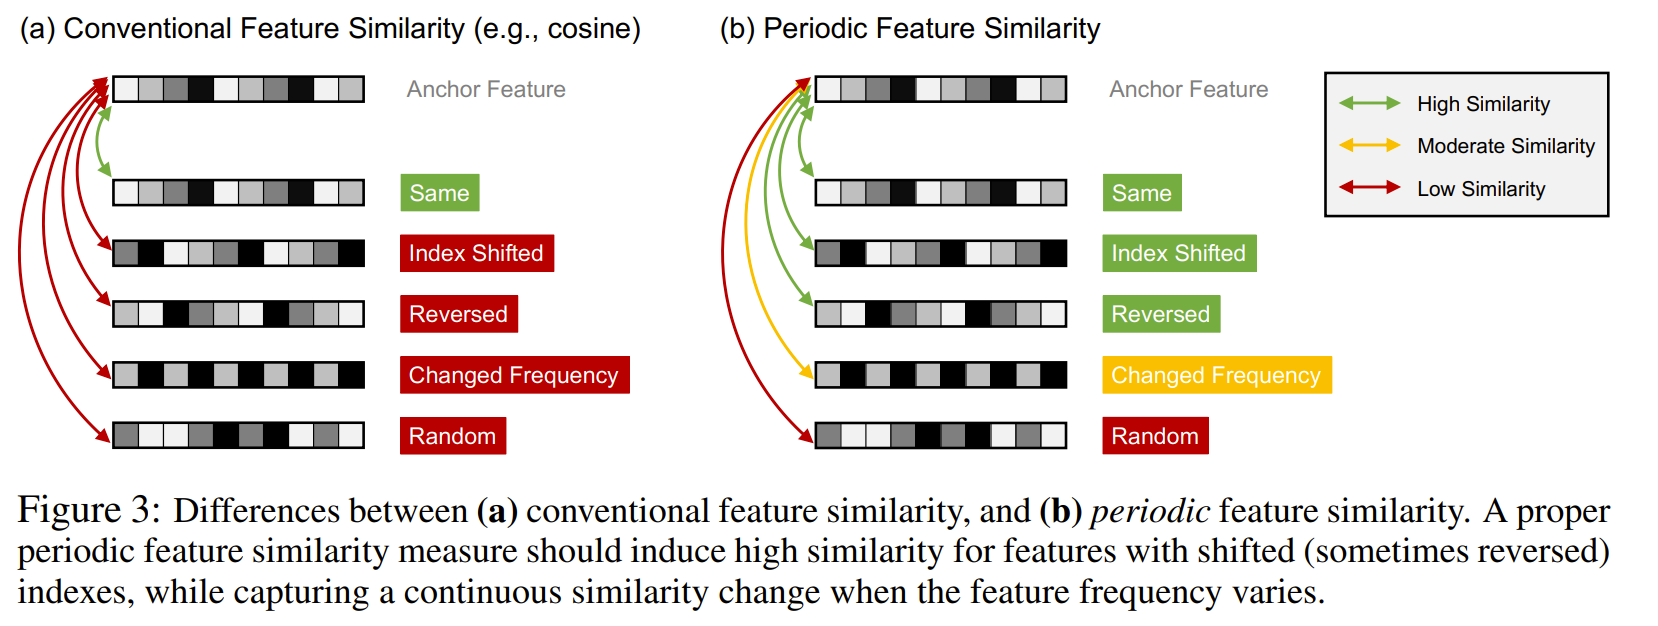 (a) Conventional Feature Similarity (e.g., cosine)
Anchor Feature
Same
Index Shifted
Reversed
Changed Frequency
Random
(b) Periodic Feature Similarity
Anchor Feature
Same
Index Shifted
Reversed
Changed Frequency
Random
High Similarity
Moderate Similarity
Low Similarity
Figure 3: Differences between (a) conventional feature similarity, and (b) periodic feature similarity. A proper
periodic feature similarity measure should induce high similarity for features with shifted (sometimes reversed)
indexes, while capturing a continuous similarity change when the feature frequency varies.